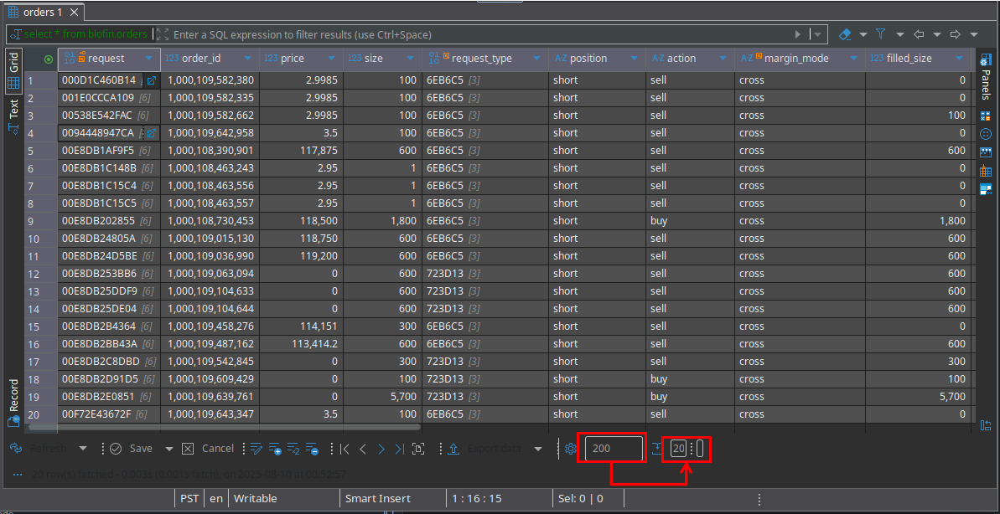 orders 1
select * from blofin.orders Enter a SQL expression to filter results (use Ctrl+Space)
Grid
Text
Record
Panels
request 123 order_id 123 price 123 size request_type A-Z position A-Z action A-Z margin_mode 123 filled_size
1 000D1C460B14 1,000,109,582,380 2.9985 100 6EB6C5 [3] short sell cross 0
2 001E0CCCA109 [6] 1,000,109,582,335 2.9985 100 6EB6C5 [3] short sell cross 0
3 00538E542FAC [6] 1,000,109,582,662 2.9985 100 6EB6C5 [3] short sell cross 100
4 0094448947CA 1,000,109,642,958 3.5 100 6EB6C5 [3] short sell cross 0
5 00E8DB1AF9F5 [6] 1,000,108,390,901 117,875 600 6EB6C5 [3] short sell cross 600
6 00E8DB1C148B [6] 1,000,108,463,243 2.95 1 6EB6C5 [3] short sell cross 0
7 00E8DB1C15C4 [6] 1,000,108,463,556 2.95 1 6EB6C5 [3] short sell cross 0
8 00E8DB1C15C5 [6] 1,000,108,463,557 2.95 1 6EB6C5 [3] short sell cross 0
9 00E8DB202855 [6] 1,000,108,730,453 118,500 1,800 6EB6C5 [3] short buy cross 1,800
10 00E8DB24805A [6] 1,000,109,015,130 118,750 600 6EB6C5 [3] short sell cross 600
11 00E8DB24D5BE [6] 1,000,109,036,990 119,200 600 6EB6C5 [3] short sell cross 600
12 00E8DB253BB6 [6] 1,000,109,063,094 0 600 723D13 [3] short sell cross 600
13 00E8DB25DDF9 [6] 1,000,109,104,633 0 600 723D13 [3] short sell cross 600
14 00E8DB25DE04 [6] 1,000,109,104,644 0 600 723D13 [3] short sell cross 600
15 00E8DB2B4364 [6] 1,000,109,458,276 114,151 300 6EB6C5 [3] short sell cross 0
16 00E8DB2BB43A [6] 1,000,109,487,162 113,414.2 600 6EB6C5 [3] short sell cross 600
17 00E8DB2C8DBD [6] 1,000,109,542,845 0 300 723D13 [3] short sell cross 300
18 00E8DB2D91D5 [6] 1,000,109,609,429 0 100 723D13 [3] short buy cross 100
19 00E8DB2E0851 [6] 1,000,109,639,761 0 5,700 723D13 [3] short buy cross 5,700
20 00F72E43672F [6] 1,000,109,643,347 3.5 100 6EB6C5 [3] short sell cross 0
Refresh Save Cancel Export data 200 20
20 row(s) fetched - 0.003s (0.001s fetch), on 2025-08-10 at 00:52:57
PST en Writable Smart Insert 1 : 16 : 15 Sel: 0 | 0